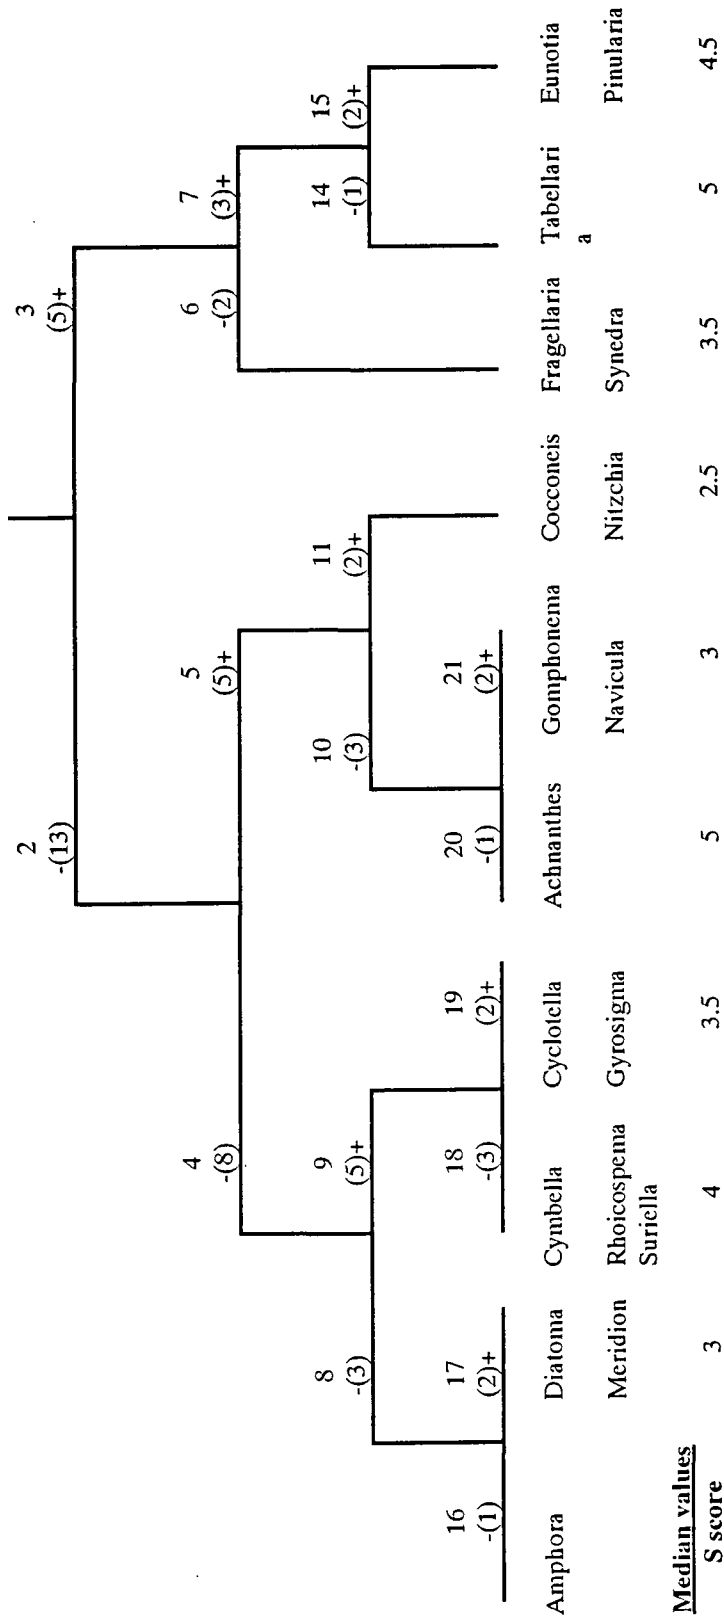 2 3
-(13) (5)+
4 5 6 7
-(8) (5)+ -(2) (3)+
8 9 10 11 14 15
-(3) (5)+ -(3) (2)+ -(1) (2)+
16 17 18 19 20 21
-(1) (2)+ -(3) (2)+ -(1) (2)+
Amphora Diatoma Cymbella Cyclotella Achnanthes Gomphonema Cocconcis Fragellaria Tabellari Eunotia
a
Meridion Rhoicospema Gyrosigma Navicula Nitzchia Synedra Pinularia
Suriella
Median values
S score 3 4 3.5 5 3 2.5 3.5 5 4.5